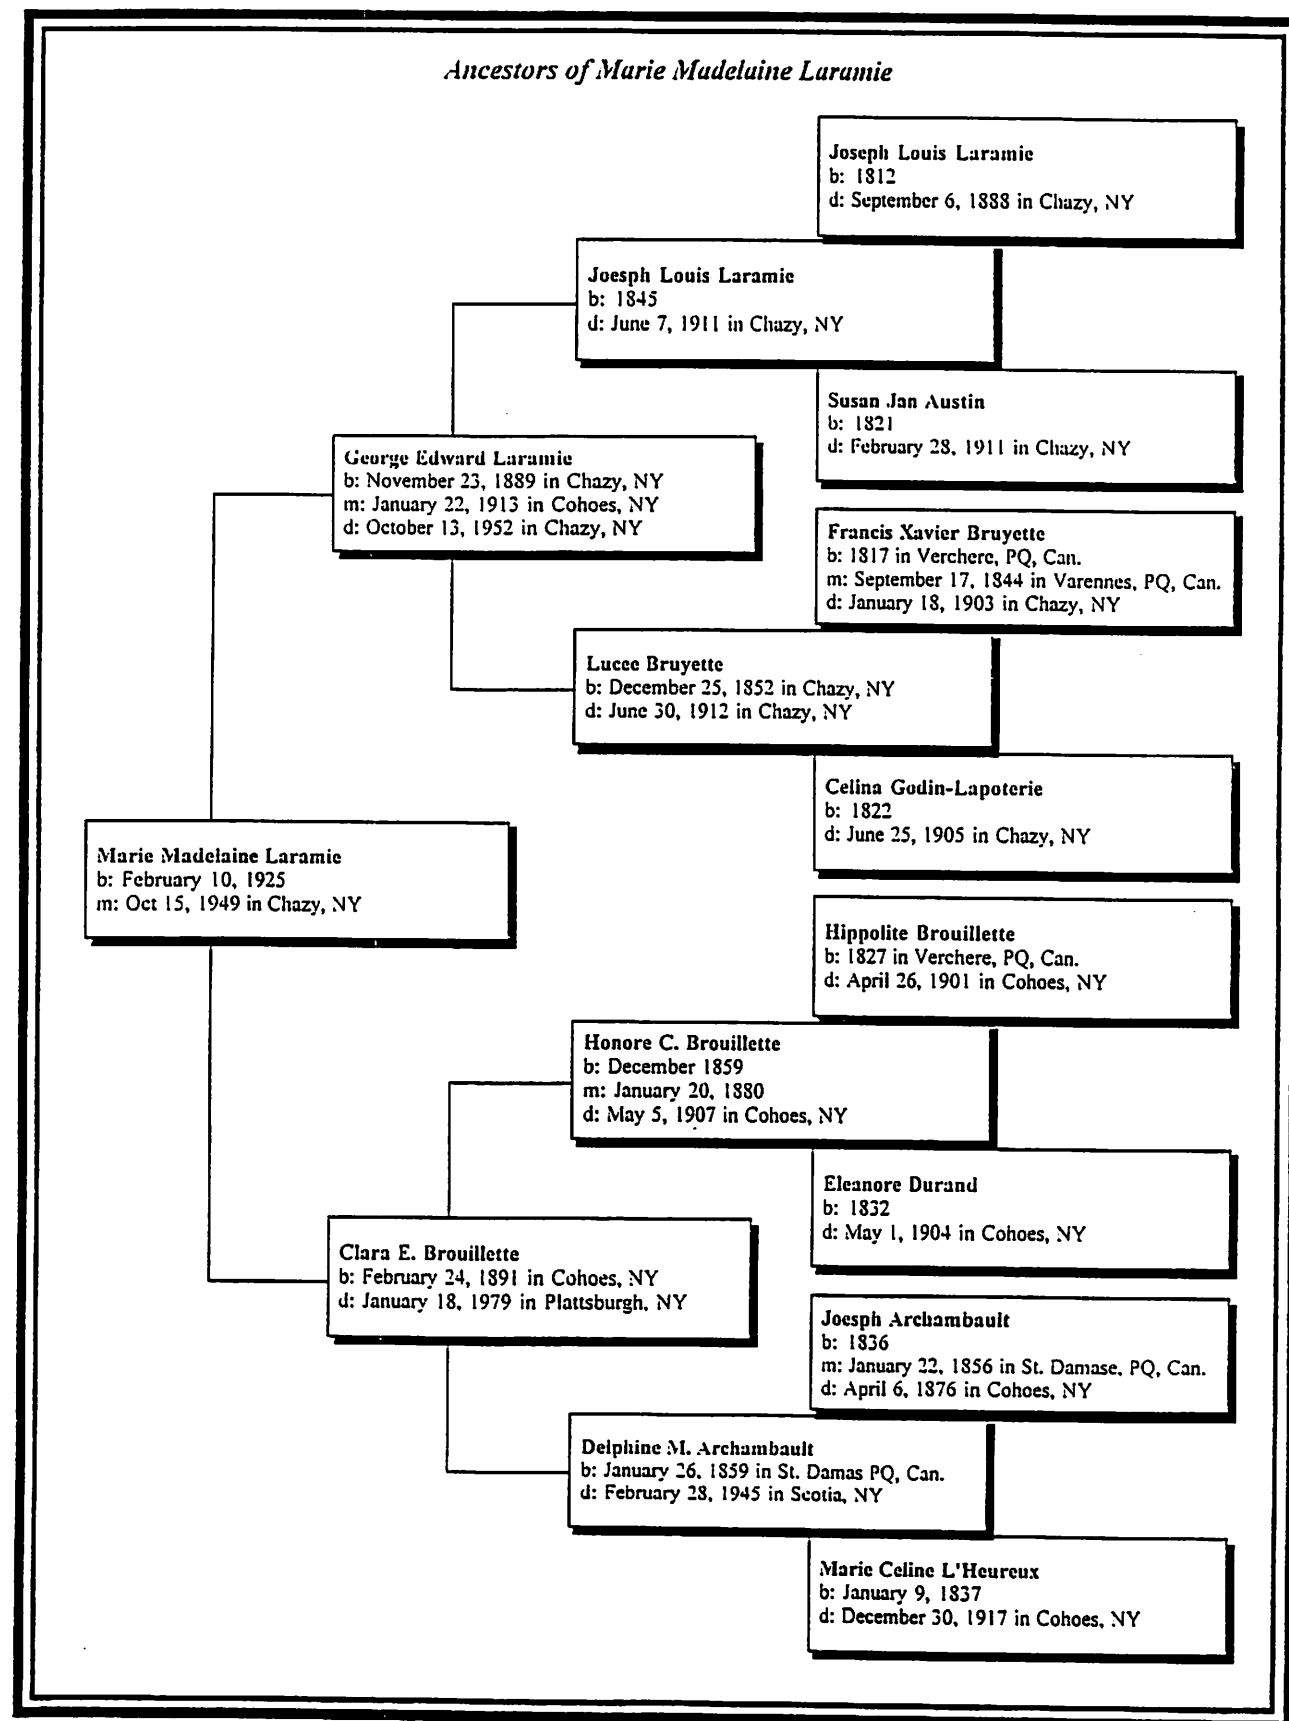 Ancestors of Marie Madelaine Laramie
Joseph Louis Laramie
b: 1812
d: September 6, 1888 in Chazy, NY
Joesph Louis Laramie
b: 1845
d: June 7, 1911 in Chazy, NY
Susan Jan Austin
b: 1821
d: February 28, 1911 in Chazy, NY
George Edward Laramie
b: November 23, 1889 in Chazy, NY
m: January 22, 1913 in Cohoes, NY
d: October 13, 1952 in Chazy, NY
Francis Xavier Bruyette
b: 1817 in Verchere, PQ, Can.
m: September 17, 1844 in Varennes, PQ, Can.
d: January 18, 1903 in Chazy, NY
Lucee Bruyette
b: December 25, 1852 in Chazy, NY
d: June 30, 1912 in Chazy, NY
Celina Godin-Lapoterie
b: 1822
d: June 25, 1905 in Chazy, NY
Marie Madelaine Laramie
b: February 10, 1925
m: Oct 15, 1949 in Chazy, NY
Hippolite Brouillette
b: 1827 in Verchere, PQ, Can.
d: April 26, 1901 in Cohoes, NY
Honore C. Brouillette
b: December 1859
m: January 20, 1880
d: May 5, 1907 in Cohoes, NY
Eleanore Durand
b: 1832
d: May 1, 1904 in Cohoes, NY
Clara E. Brouillette
b: February 24, 1891 in Cohoes, NY
d: January 18, 1979 in Plattsburgh, NY
Joesph Archambault
b: 1836
m: January 22, 1856 in St. Damase, PQ, Can.
d: April 6, 1876 in Cohoes, NY
Delphine M. Archambault
b: January 26, 1859 in St. Damas PQ, Can.
d: February 28, 1945 in Scotia, NY
Marie Celine L'Heureux
b: January 9, 1837
d: December 30, 1917 in Cohoes, NY